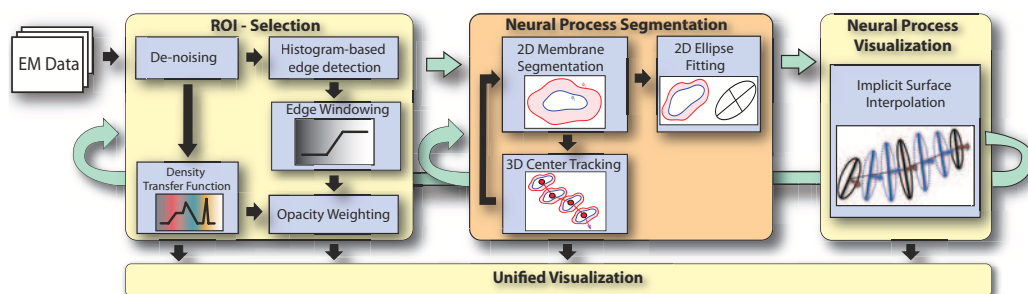 EM Data
ROI - Selection
De-noising
Histogram-based
edge detection
Edge Windowing
Density
Transfer Function
Opacity Weighting
Neural Process Segmentation
2D Membrane
Segmentation
2D Ellipse
Fitting
3D Center Tracking
Neural Process
Visualization
Implicit Surface
Interpolation
Unified Visualization